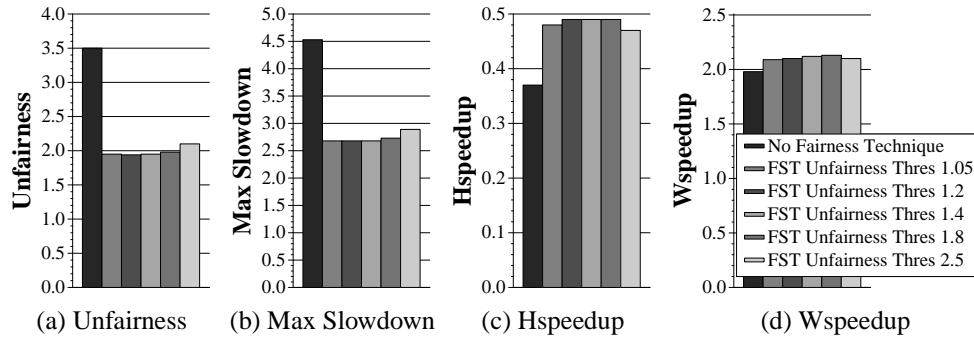 Unfairness
4.0
3.5
3.0
2.5
2.0
1.5
1.0
0.5
0.0
(a) Unfairness
Max Slowdown
5.0
4.5
4.0
3.5
3.0
2.5
2.0
1.5
1.0
0.5
0.0
(b) Max Slowdown
Hspeedup
0.5
0.4
0.3
0.2
0.1
0.0
(c) Hspeedup
Wspeedup
2.5
2.0
1.5
1.0
0.5
0.0
No Fairness Technique
FST Unfairness Thres 1.05
FST Unfairness Thres 1.2
FST Unfairness Thres 1.4
FST Unfairness Thres 1.8
FST Unfairness Thres 2.5
(d) Wspeedup